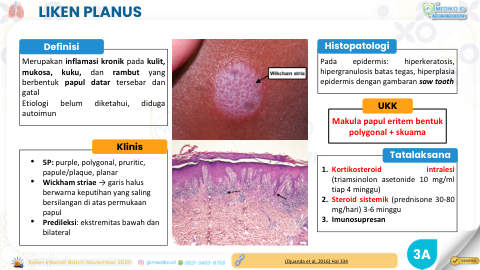 LIKEN PLANUS
Definisi
Merupakan inflamasi kronik pada kulit,
mukosa, kuku, dan rambut yang
berbentuk papul datar tersebar dan
gatal
Etiologi belum diketahui, diduga
autoimun
Klinis
• 5P: purple, polygonal, pruritic,
papule/plaque, planar
• Wickham striae → garis halus
berwarna keputihan yang saling
bersilangan di atas permukaan
papul
• Predileksi: ekstremitas bawah dan
bilateral
Wikcham stria
Histopatologi
Pada epidermis: hiperkeratosis,
hipergranulosis batas tegas, hiperplasia
epidermis dengan gambaran saw tooth
UKK
Makula papul eritem bentuk
polygonal + skuama
Tatalaksana
1. Kortikosteroid intralesi
(triamsinolon asetonide 10 mg/ml
tiap 4 minggu)
2. Steroid sistemik (prednisone 30-80
mg/hari) 3-6 minggu
3. Imunosupresan
3A
(Djuanda et al, 2016) Hal 334